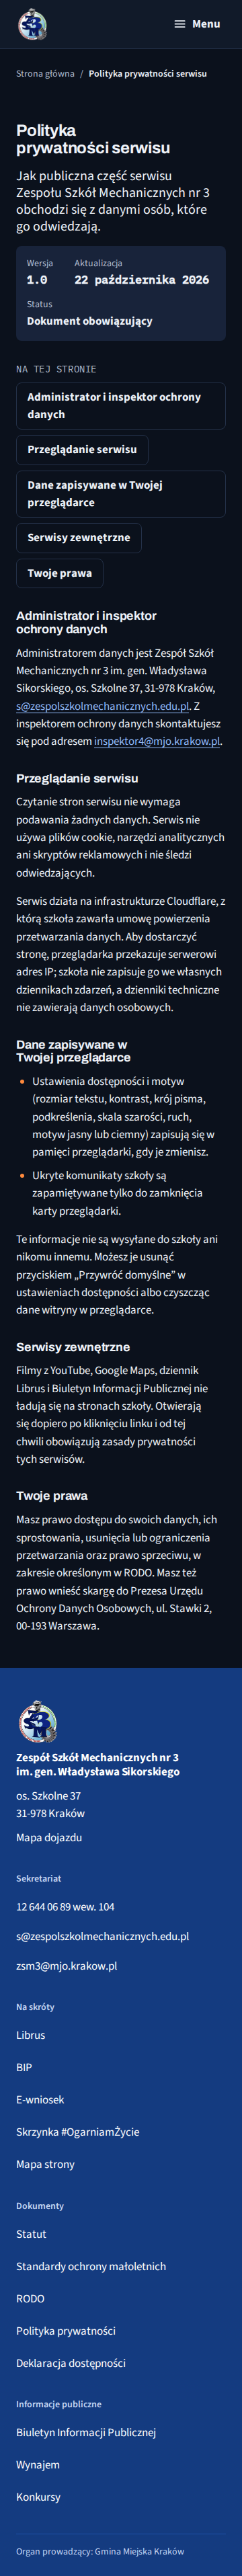 Menu
Strona główna / Polityka prywatności serwisu
Polityka
prywatności serwisu
Jak publiczna część serwisu
Zespołu Szkół Mechanicznych nr 3
obchodzi się z danymi osób, które
go odwiedzają.
Wersja
1.0
Aktualizacja
22 października 2026
Status
Dokument obowiązujący
NA TEJ STRONIE
Administrator i inspektor ochrony
danych
Przeglądanie serwisu
Dane zapisywane w Twojej
przeglądarce
Serwisy zewnętrzne
Twoje prawa
Administrator i inspektor
ochrony danych
Administratorem danych jest Zespół Szkół
Mechanicznych nr 3 im. gen. Władysława
Sikorskiego, os. Szkolne 37, 31-978 Kraków,
s@zespolszkolmechanicznych.edu.pl. Z
inspektorem ochrony danych skontaktujesz
się pod adresem inspektor4@mjo.krakow.pl.
Przeglądanie serwisu
Czytanie stron serwisu nie wymaga
podawania żadnych danych. Serwis nie
używa plików cookie, narzędzi analitycznych
ani skryptów reklamowych i nie śledzi
odwiedzających.
Serwis działa na infrastrukturze Cloudflare, z
którą szkoła zawarła umowę powierzenia
przetwarzania danych. Aby dostarczyć
stronę, przeglądarka przekazuje serwerowi
adres IP; szkoła nie zapisuje go we własnych
dziennikach zdarzeń, a dzienniki techniczne
nie zawierają danych osobowych.
Dane zapisywane w
Twojej przeglądarce
Ustawienia dostępności i motyw
(rozmiar tekstu, kontrast, krój pisma,
podkreślenia, skala szarości, ruch,
motyw jasny lub ciemny) zapisują się w
pamięci przeglądarki, gdy je zmienisz.
Ukryte komunikaty szkoły są
zapamiętywane tylko do zamknięcia
karty przeglądarki.
Te informacje nie są wysyłane do szkoły ani
nikomu innemu. Możesz je usunąć
przyciskiem „Przywróć domyślne” w
ustawieniach dostępności albo czyszcząc
dane witryny w przeglądarce.
Serwisy zewnętrzne
Filmy z YouTube, Google Maps, dziennik
Librus i Biuletyn Informacji Publicznej nie
ładują się na stronach szkoły. Otwierają
się dopiero po kliknięciu linku i od tej
chwili obowiązują zasady prywatności
tych serwisów.
Twoje prawa
Masz prawo dostępu do swoich danych, ich
sprostowania, usunięcia lub ograniczenia
przetwarzania oraz prawo sprzeciwu, w
zakresie określonym w RODO. Masz też
prawo wnieść skargę do Prezesa Urzędu
Ochrony Danych Osobowych, ul. Stawki 2,
00-193 Warszawa.
Zespół Szkół Mechanicznych nr 3
im. gen. Władysława Sikorskiego
os. Szkolne 37
31-978 Kraków
Mapa dojazdu
Sekretariat
12 644 06 89 wew. 104
s@zespolszkolmechanicznych.edu.pl
zsm3@mjo.krakow.pl
Na skróty
Librus
BIP
E-wniosek
Skrzynka #OgarniamŻycie
Mapa strony
Dokumenty
Statut
Standardy ochrony małoletnich
RODO
Polityka prywatności
Deklaracja dostępności
Informacje publiczne
Biuletyn Informacji Publicznej
Wynajem
Konkursy
Organ prowadzący: Gmina Miejska Kraków